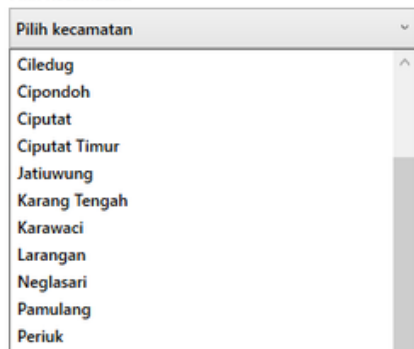 Pilih kecamatan
Ciledug
Cipondoh
Ciputat
Ciputat Timur
Jatiuwung
Karang Tengah
Karawaci
Larangan
Neglasari
Pamulang
Periuk